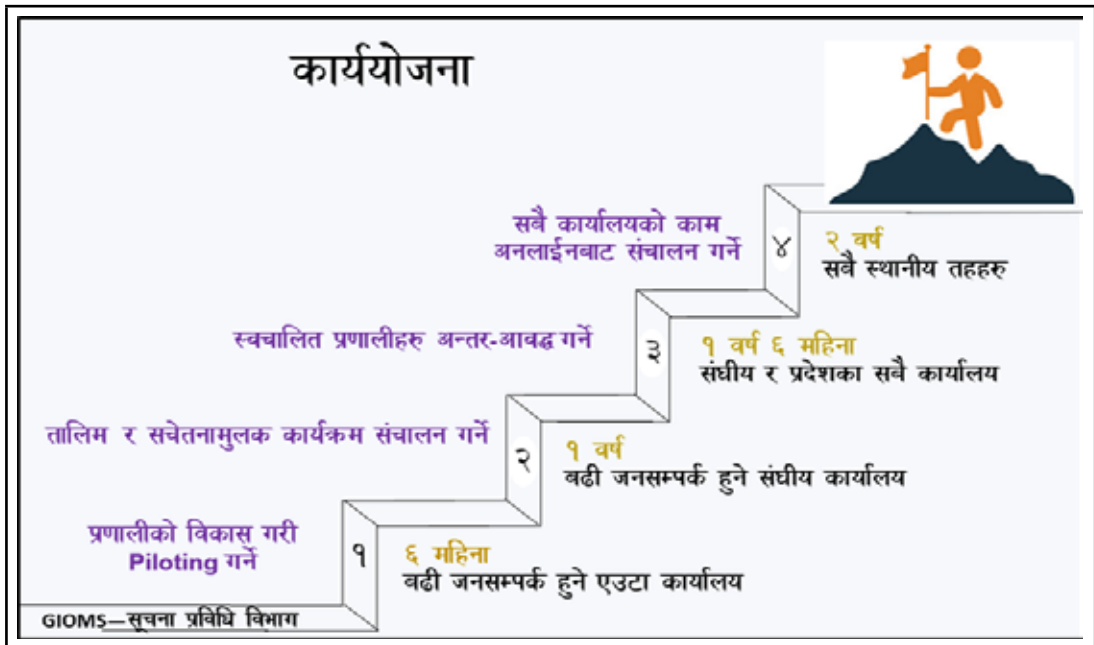 कार्ययोजना
सबै कार्यालयको काम
अनलाईनबाट संचालन गर्ने
४
२ वर्ष
सबै स्थानीय तहहरु
स्वचालित प्रणालीहरु अन्तर-आवद्ध गर्ने
३
१ वर्ष ६ महिना
संघीय र प्रदेशका सबै कार्यालय
तालिम र सचेतनामुलक कार्यक्रम संचालन गर्ने
२
१ वर्ष
बढी जनसम्पर्क हुने संघीय कार्यालय
प्रणालीको विकास गरी
Piloting गर्ने
१
६ महिना
बढी जनसम्पर्क हुने एउटा कार्यालय
GIOMS—सूचना प्रविधि विभाग